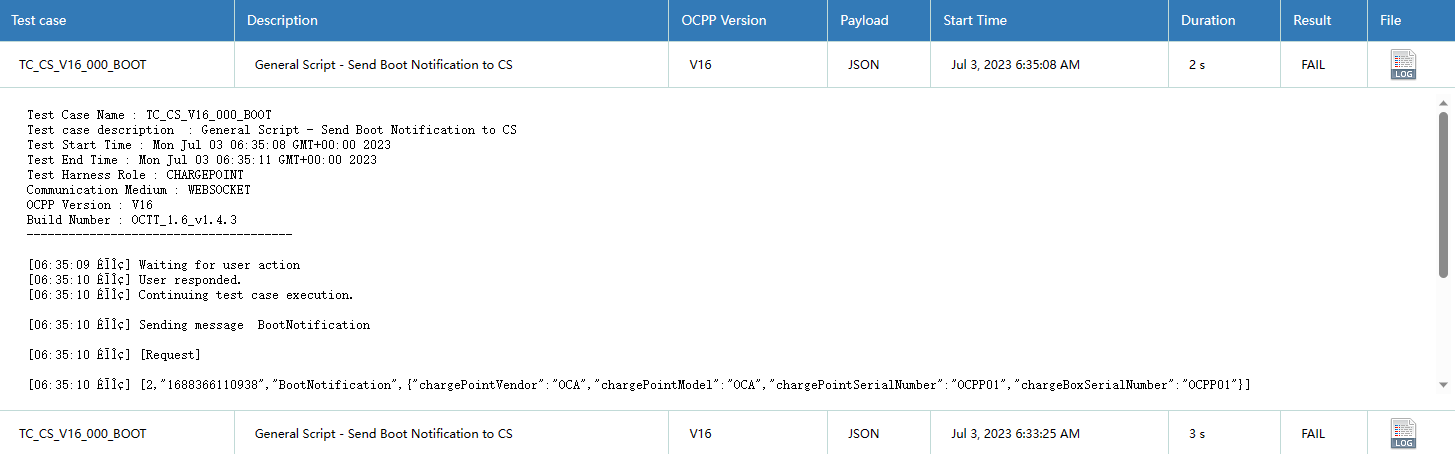 Test case Description OCPP Version Payload Start Time Duration Result File
TC_CS_V16_000_BOOT General Script - Send Boot Notification to CS V16 JSON Jul 3, 2023 6:35:08 AM 2 s FAIL LOG
Test Case Name : TC_CS_V16_000_BOOT
Test case description  : General Script - Send Boot Notification to CS
Test Start Time : Mon Jul 03 06:35:08 GMT+00:00 2023
Test End Time : Mon Jul 03 06:35:11 GMT+00:00 2023
Test Harness Role : CHARGEPOINT
Communication Medium : WEBSOCKET
OCPP Version : V16
Build Number : OCTT_1.6_v1.4.3
--------------------------------------
[06:35:09 ÉÏÎç] Waiting for user action
[06:35:10 ÉÏÎç] User responded.
[06:35:10 ÉÏÎç] Continuing test case execution.
[06:35:10 ÉÏÎç] Sending message  BootNotification
[06:35:10 ÉÏÎç] [Request]
[06:35:10 ÉÏÎç] [2,"1688366110938","BootNotification",{"chargePointVendor":"OCA","chargePointModel":"OCA","chargePointSerialNumber":"OCPP01","chargeBoxSerialNumber":"OCPP01"}]
TC_CS_V16_000_BOOT General Script - Send Boot Notification to CS V16 JSON Jul 3, 2023 6:33:25 AM 3 s FAIL LOG